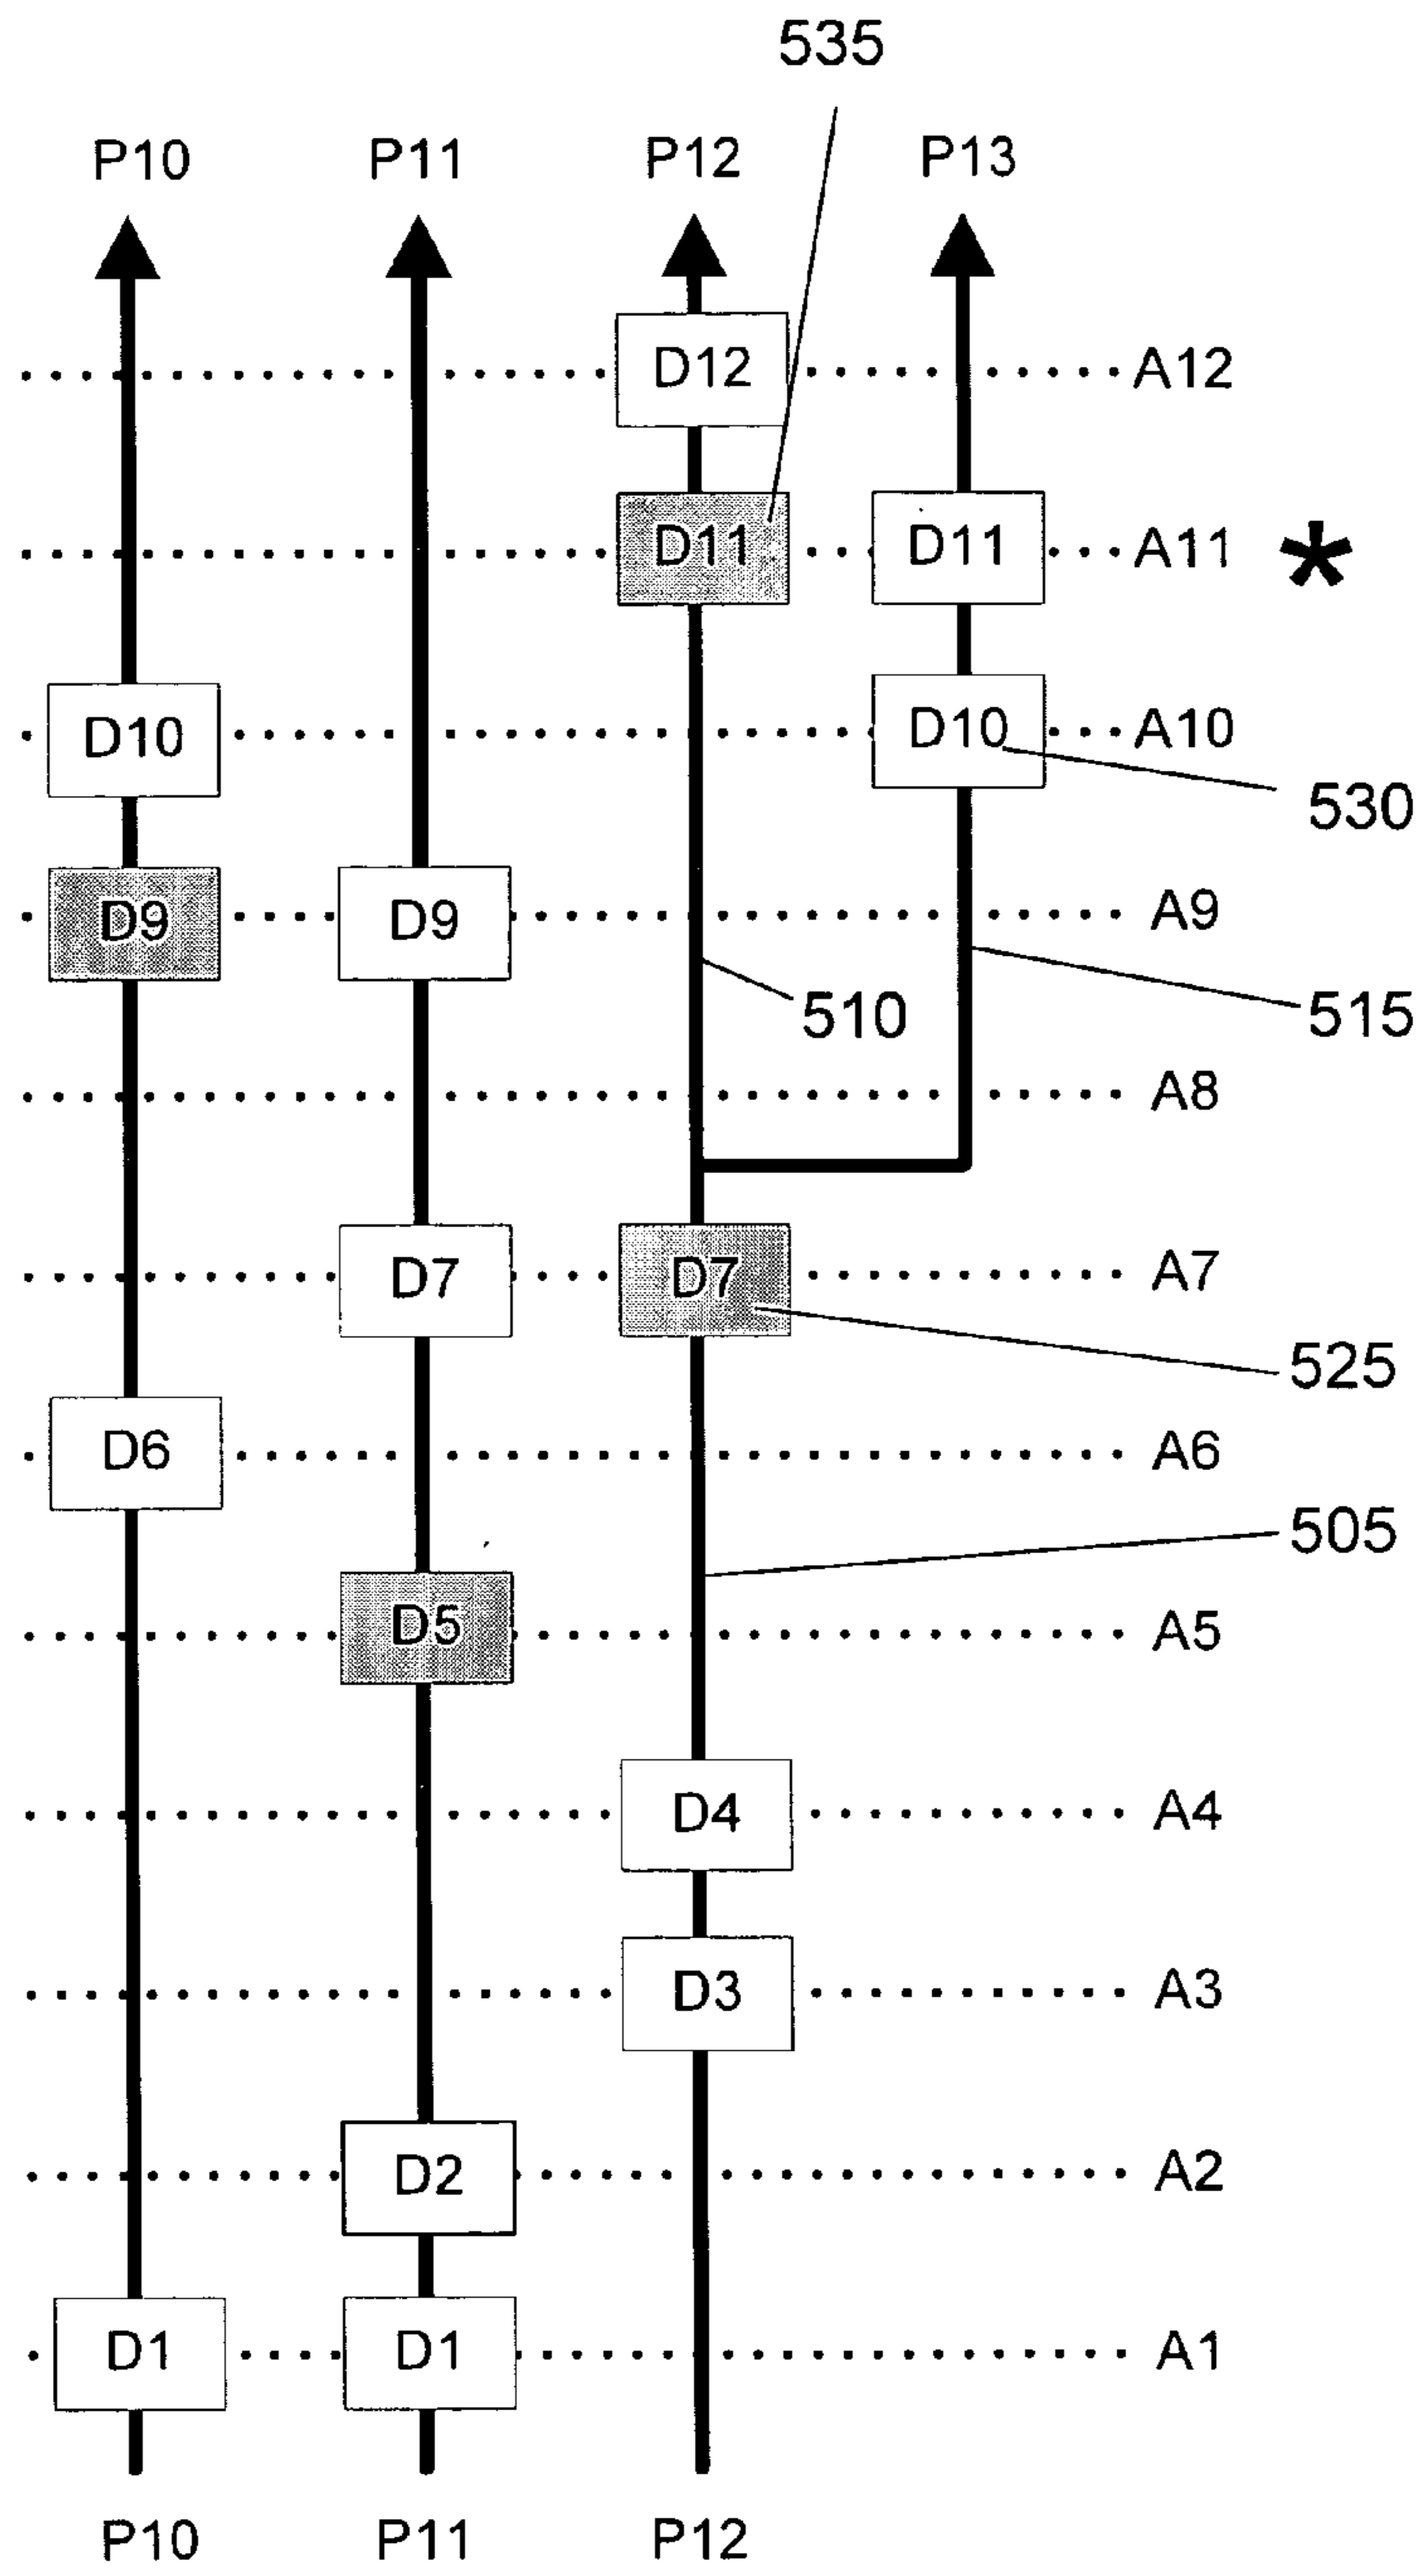 535
P10 P11 P12 P13
D12 A12
D11 D11 A11 *
D10 D10 A10
530
D9 D9 A9
510 515
A8
D7 D7 A7
525
D6 A6
505
D5 A5
D4 A4
D3 A3
D2 A2
D1 D1 A1
P10 P11 P12